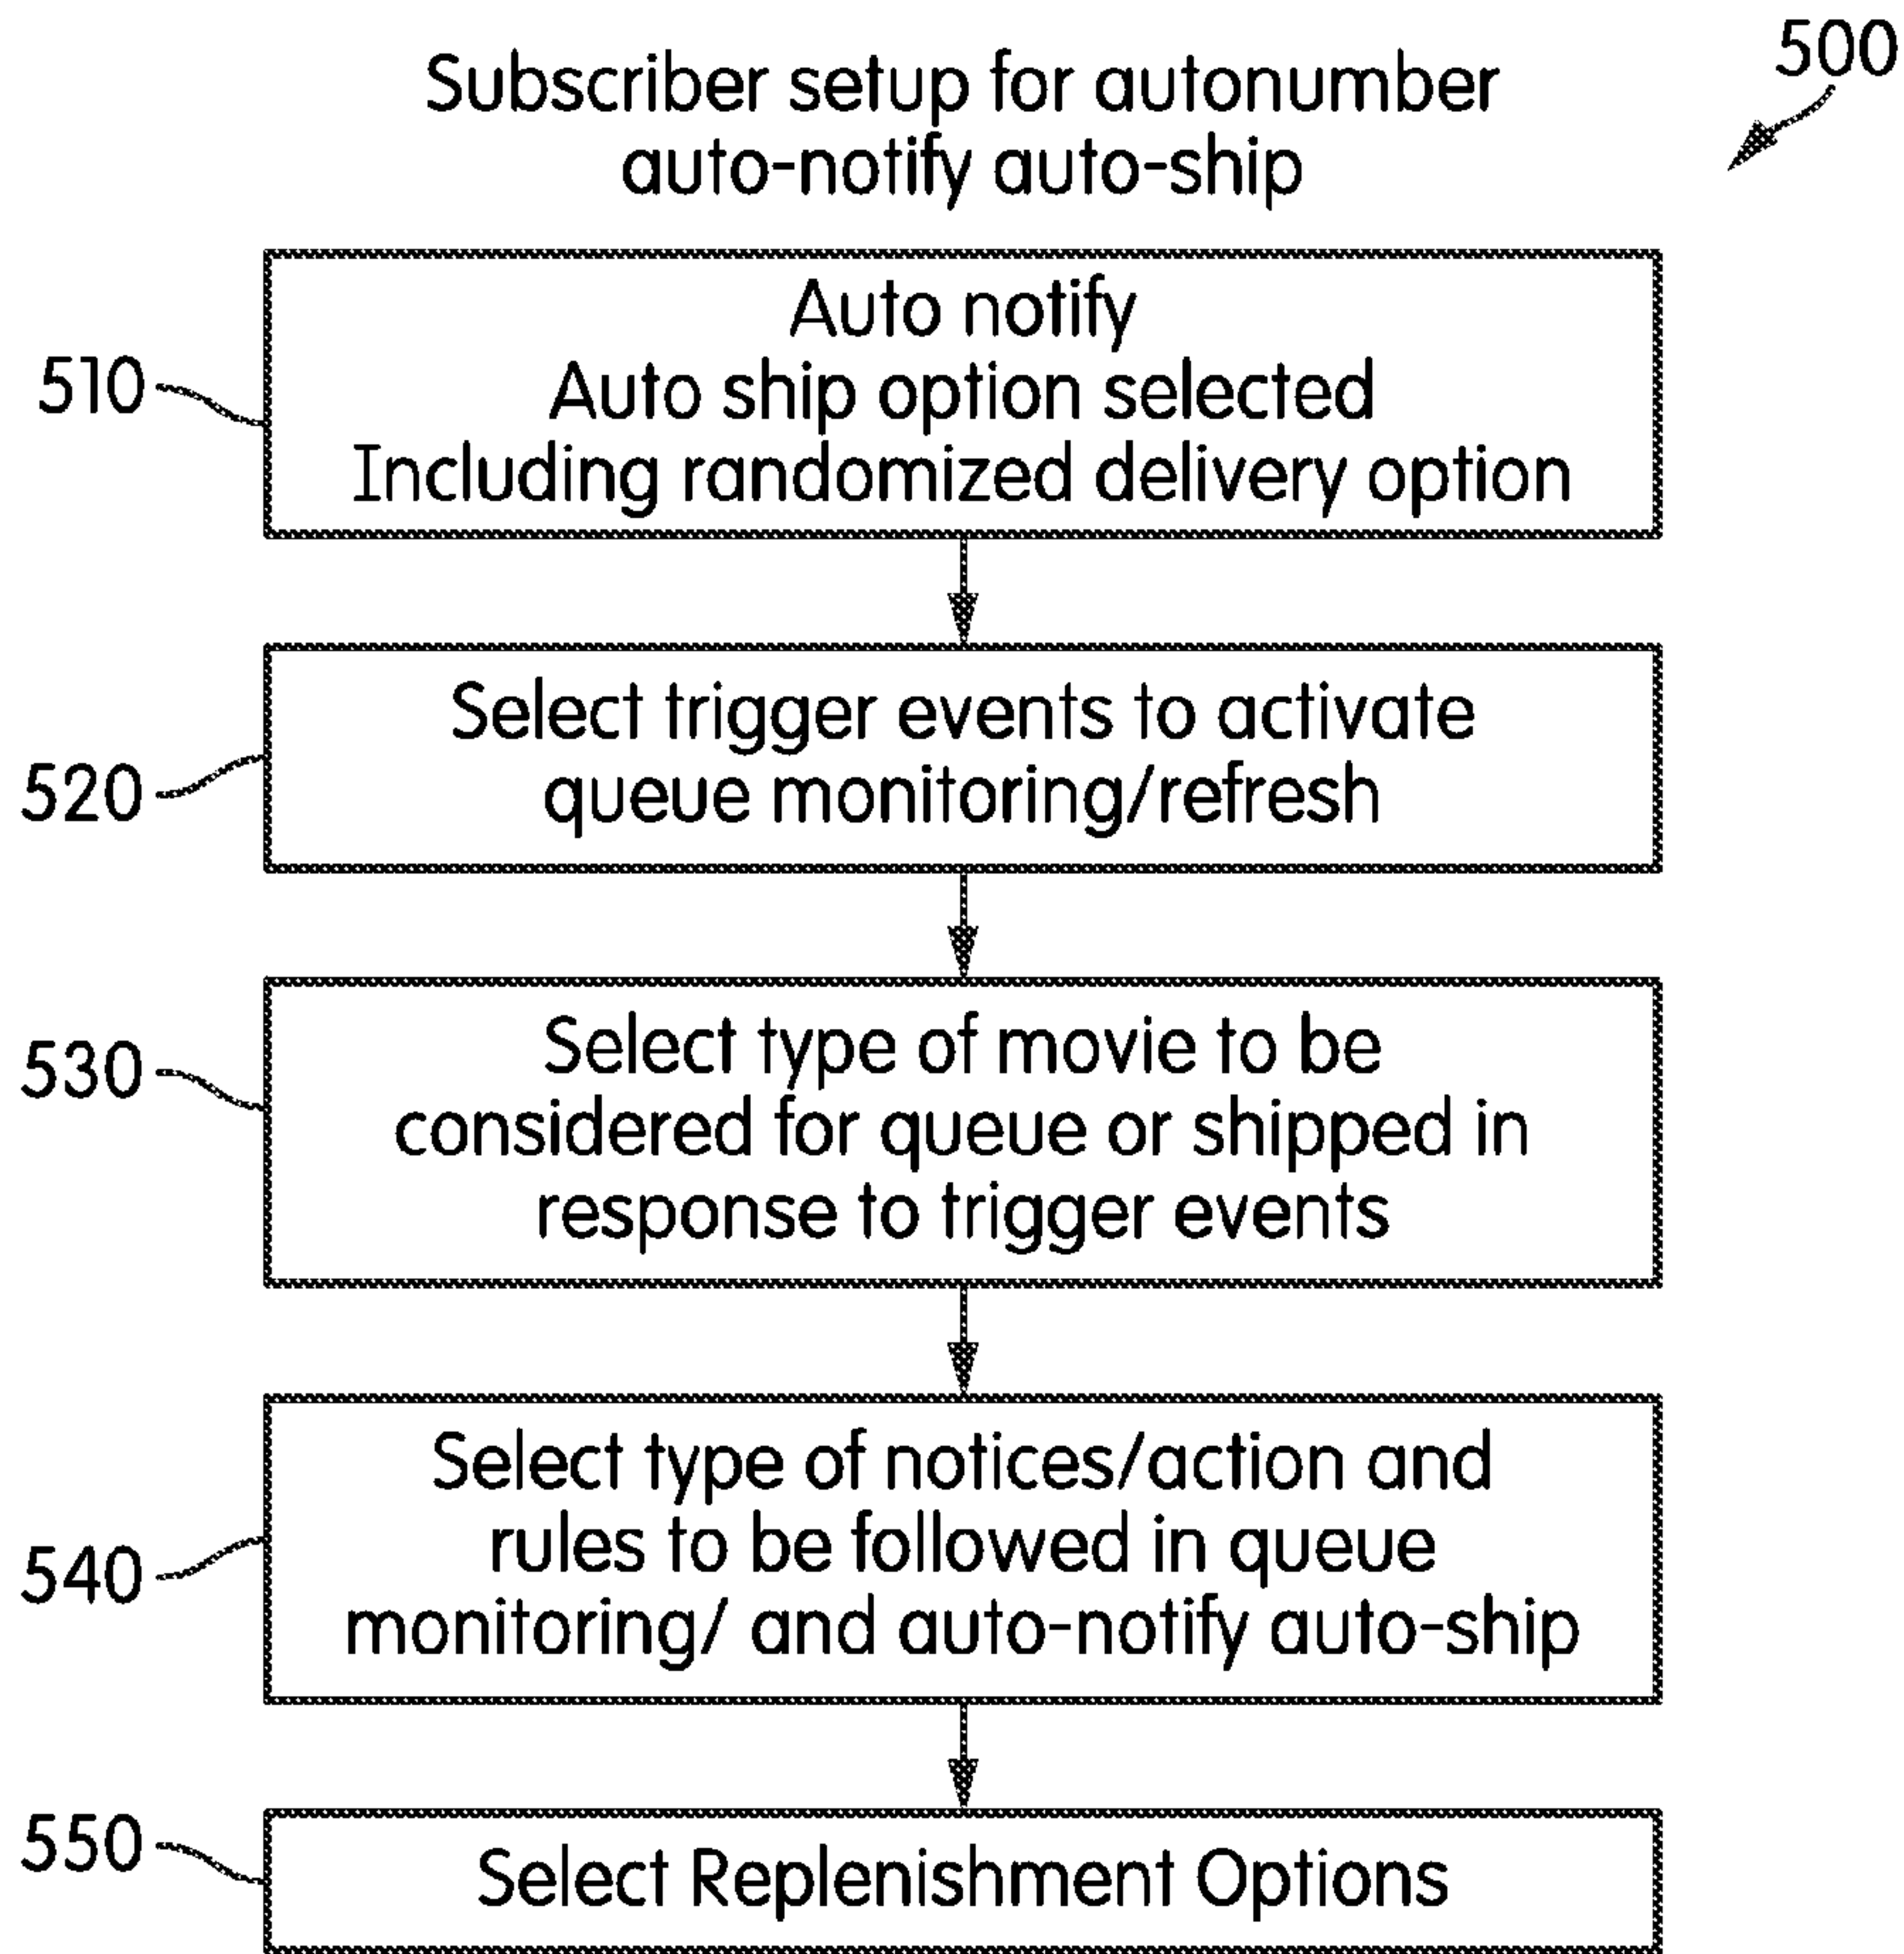 500
Subscriber setup for autonumber
auto-notify auto-ship
Auto notify
Auto ship option selected
Including randomized delivery option
510
Select trigger events to activate
queue monitoring/refresh
520
Select type of movie to be
considered for queue or shipped in
response to trigger events
530
Select type of notices/action and
rules to be followed in queue
monitoring/ and auto-notify auto-ship
540
Select Replenishment Options
550